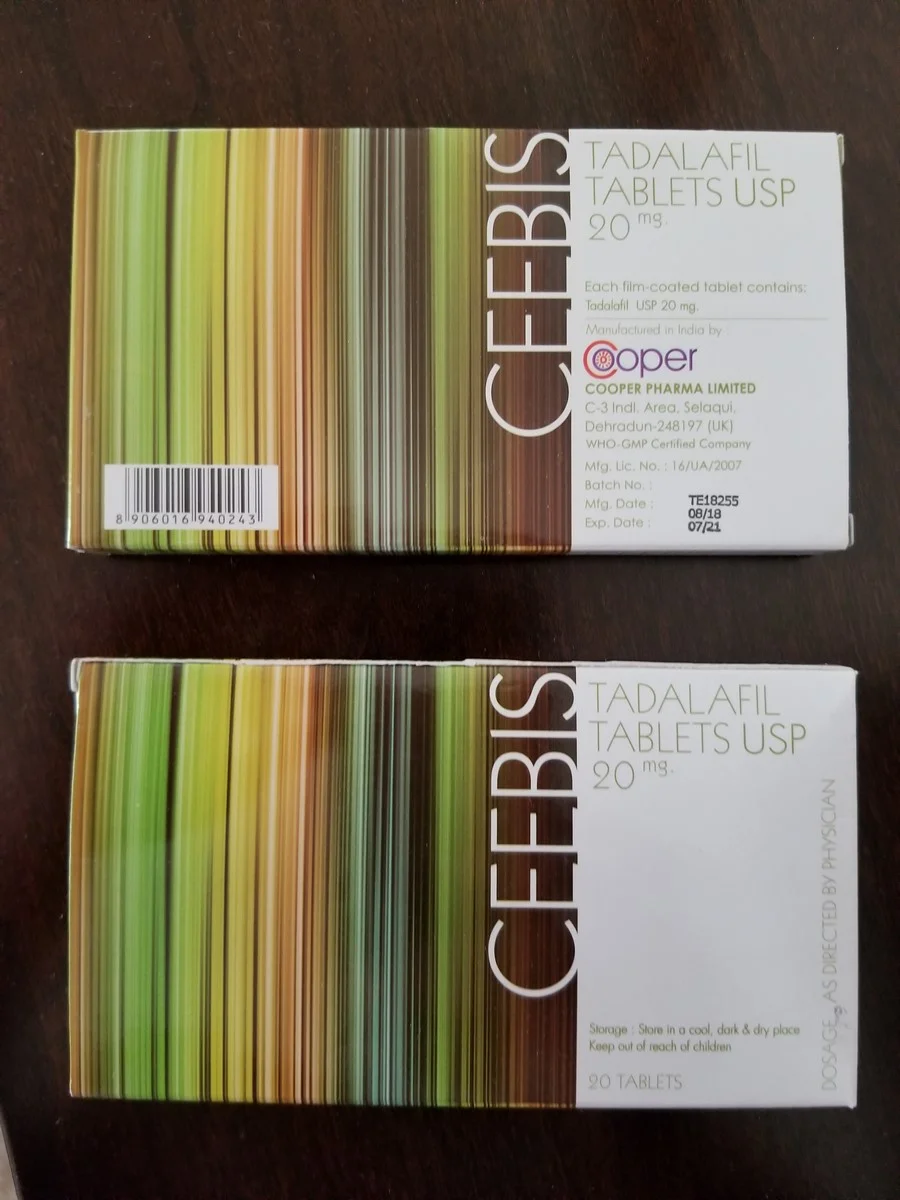 CEEBIS
TADALAFIL
TABLETS USP
20 mg.
Each film-coated tablet contains:
Tadalafil USP 20 mg.
Manufactured in India by
Cooper
COOPER PHARMA LIMITED
C-3 Indl. Area, Selaqui,
Dehradun-248197 (UK)
WHO-GMP Certified Company
Mfg. Lic. No. : 16/UA/2007
Batch No. :
Mfg. Date :
Exp. Date :
TE18255
08/18
07/21
8 906016 940243
CEEBIS
TADALAFIL
TABLETS USP
20 mg.
DOSAGE: AS DIRECTED BY PHYSICIAN
Storage : Store in a cool, dark & dry place
Keep out of reach of children
20 TABLETS